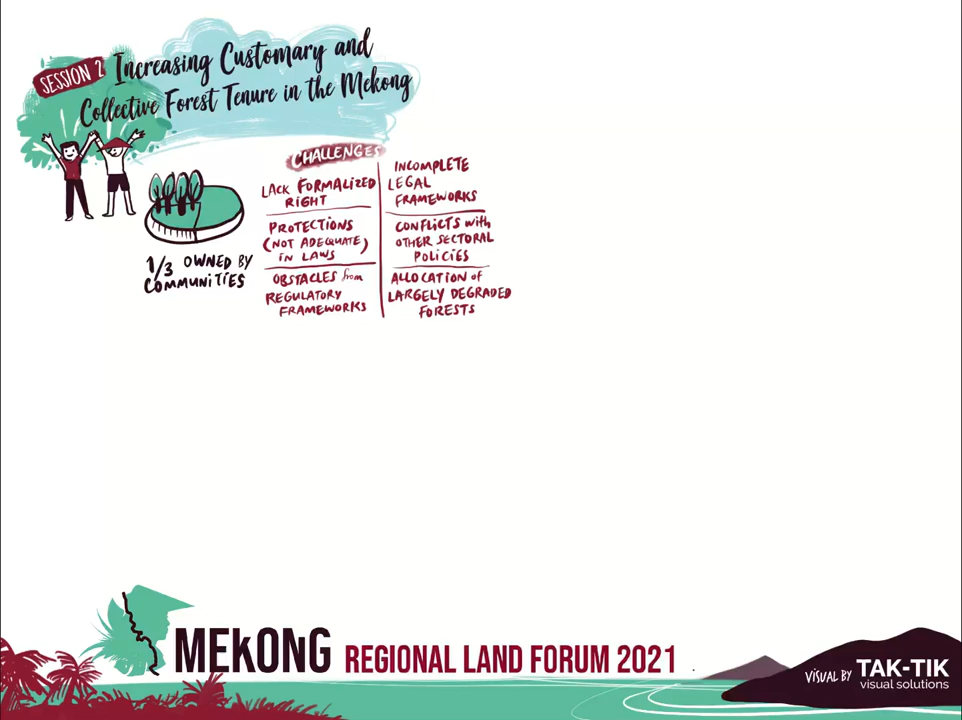 SESSION 2
Increasing Customary and
Collective Forest Tenure in the Mekong
1/3 OWNED BY
COMMUNITIES
CHALLENGES
LACK FORMALIZED
RIGHT
PROTECTIONS
(NOT ADEQUATE)
IN LAWS
OBSTACLES from
REGULATORY
FRAMEWORKS
INCOMPLETE
LEGAL
FRAMEWORKS
CONFLICTS with
OTHER SECTORAL
POLICIES
ALLOCATION of
LARGELY DEGRADED
FORESTS
MEKONG REGIONAL LAND FORUM 2021
VISUAL BY TAK-TIK
visual solutions